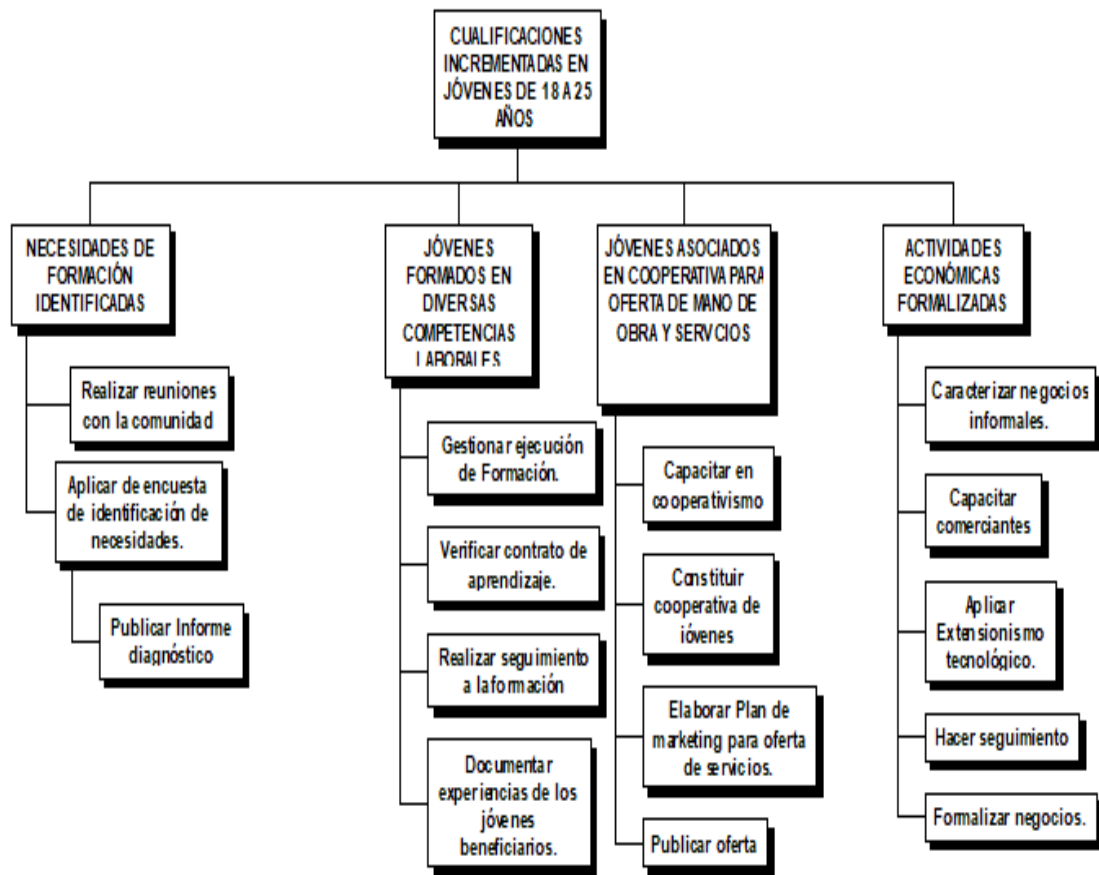 CUALIFICACIONES
INCREMENTADAS EN
JÓVENES DE 18 A 25
AÑOS
NECESIDADES DE
FORMACIÓN
IDENTIFICADAS
Realizar reuniones
con la comunidad
Aplicar de encuesta
de identificación de
necesidades.
Publicar Informe
diagnóstico
JÓVENES
FORMADOS EN
DIVERSAS
COMPETENCIAS
LABORALES
Gestionar ejecución
de Formación.
Verificar contrato de
aprendizaje.
Realizar seguimiento
a la formación
Documentar
experiencias de los
jóvenes
beneficiarios.
JÓVENES ASOCIADOS
EN COOPERATIVA PARA
OFERTA DE MANO DE
OBRA Y SERVCIOS
Capacitar en
cooperativismo
Constituir
cooperativa de
jóvenes
Elaborar Plan de
marketing para oferta
de servicios.
Publicar oferta
ACTIVIDADES
ECONÓMICAS
FORMALIZADAS
Caracterizar negocios
informales.
Capacitar
comerciantes
Aplicar
Extensionismo
tecnológico.
Hacer seguimiento
Formalizar negocios.